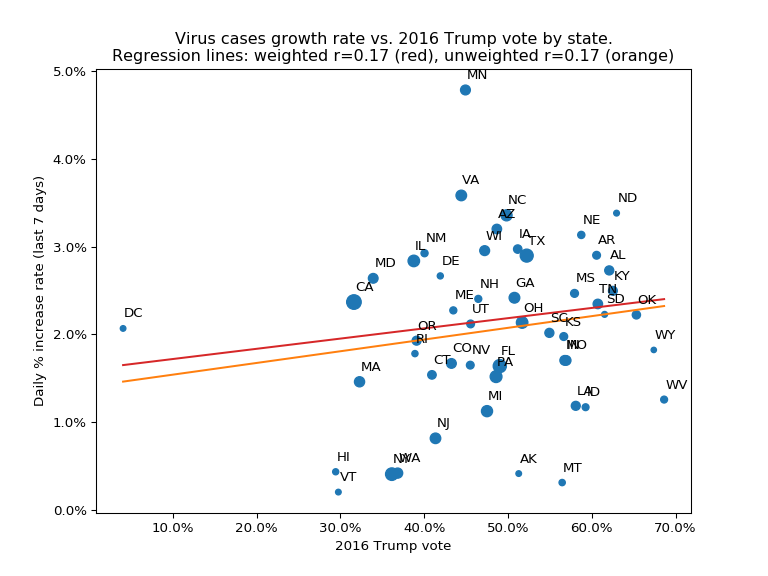 Virus cases growth rate vs. 2016 Trump vote by state.
Regression lines: weighted r=0.17 (red), unweighted r=0.17 (orange)
5.0%
MN
4.0%
VA
NC
ND
AZ
NE
3.0%
IL
NM
WI
IA
TX
AR
MD
DE
AL
CA
NH
GA
MS
KY
TN
ME
SD
OK
DC
UT
OH
SC
KS
2.0%
OR
RI
WY
IN
MO
MA
CT
CO
NV
FL
PA
MI
LA
ID
WV
1.0%
NJ
HI
NY
WA
AK
MT
VT
0.0%
Daily % increase rate (last 7 days)
10.0%
20.0%
30.0%
40.0%
50.0%
60.0%
70.0%
2016 Trump vote